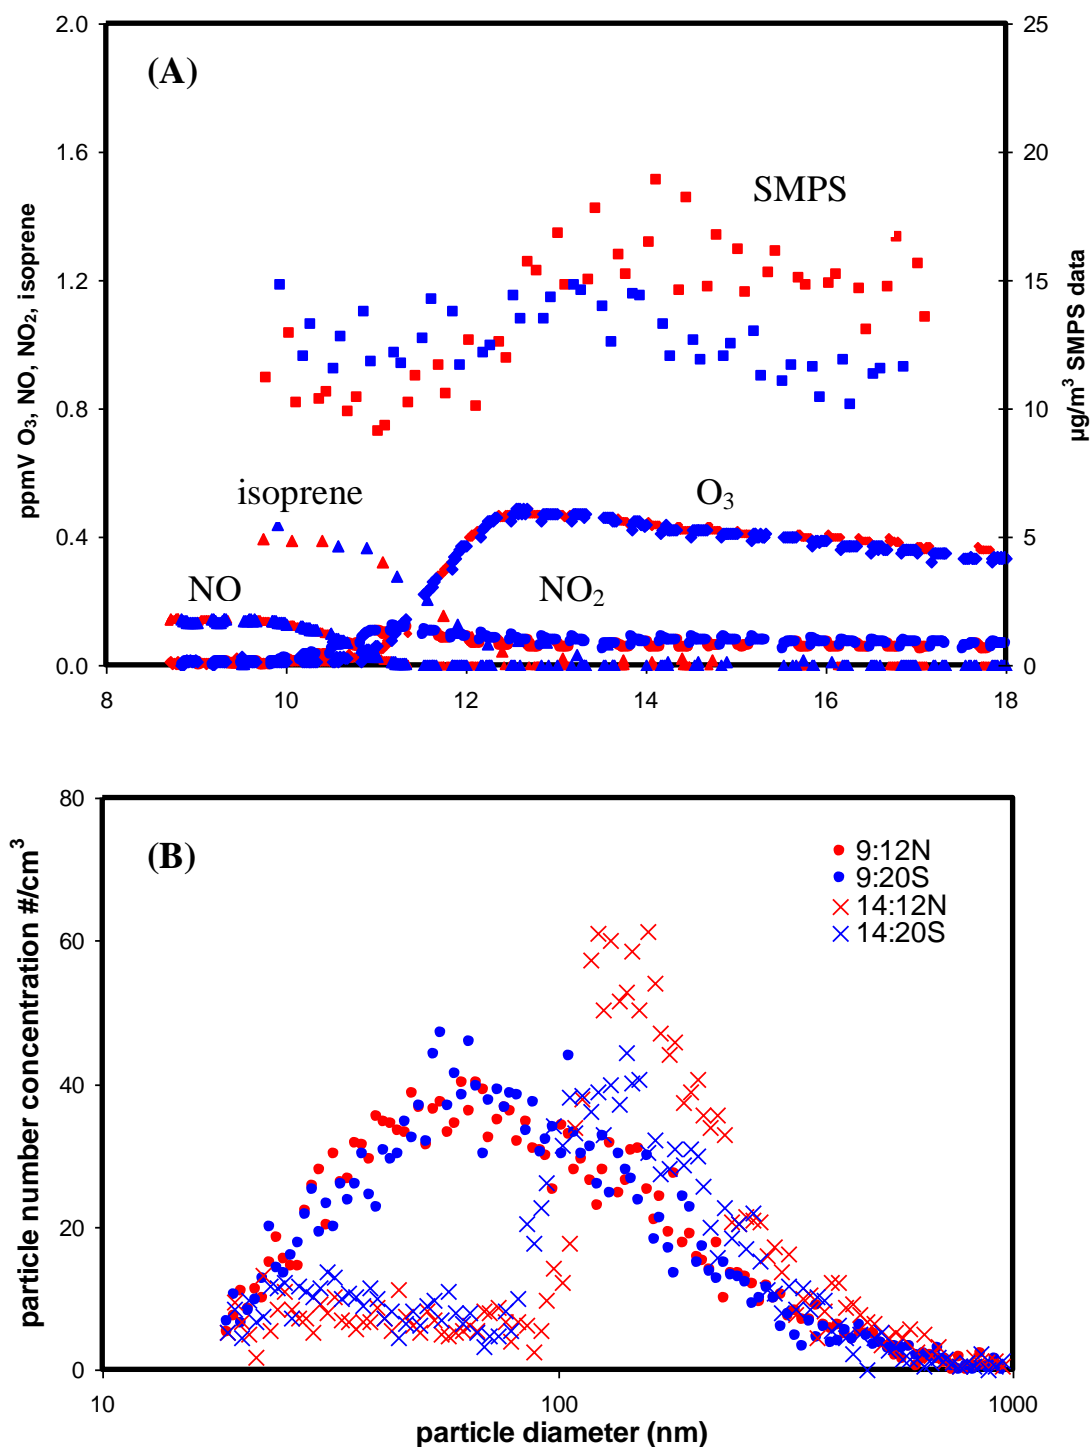 (A)
ppmV O₃, NO, NO₂, isoprene
µg/m³ SMPS data
2.0
1.6
1.2
0.8
0.4
0.0
25
20
15
10
5
0
SMPS
isoprene
O₃
NO
NO₂
8
10
12
14
16
18
(B)
particle number concentration #/cm³
80
60
40
20
0
9:12N
9:20S
14:12N
14:20S
10
100
1000
particle diameter (nm)